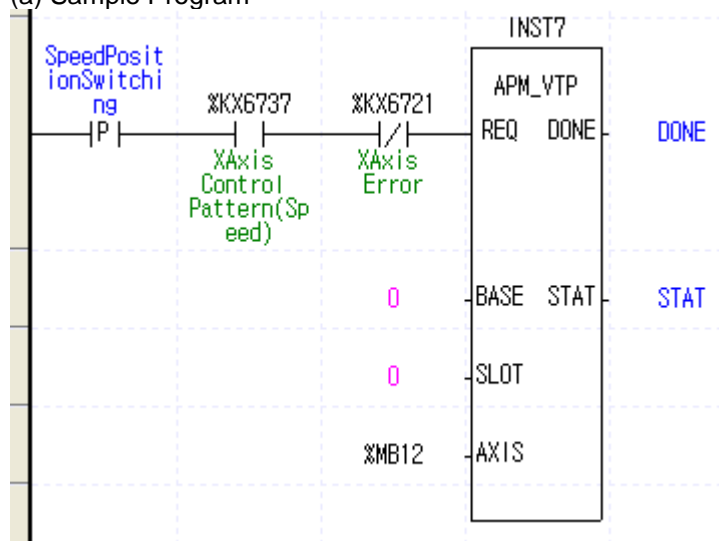 (a) Sample Program
INST7
SpeedPosit
ionSwitchi
ng
APM_VTP
%KX6737
%KX6721
P
REQ DONE
DONE
XAxis
Control
Pattern(Sp
eed)
XAxis
Error
0
BASE STAT
STAT
0
SLOT
%MB12
AXIS